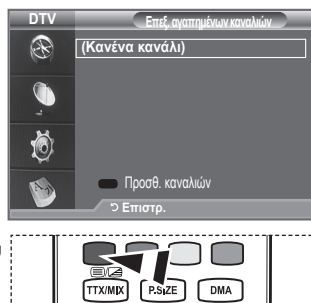 DTV
Επεξ. αγαπημένων καναλιών
(Κανένα κανάλι)
Προσθ. καναλιών
Επιστρ.
TTX/MIX P.SIZE DMA